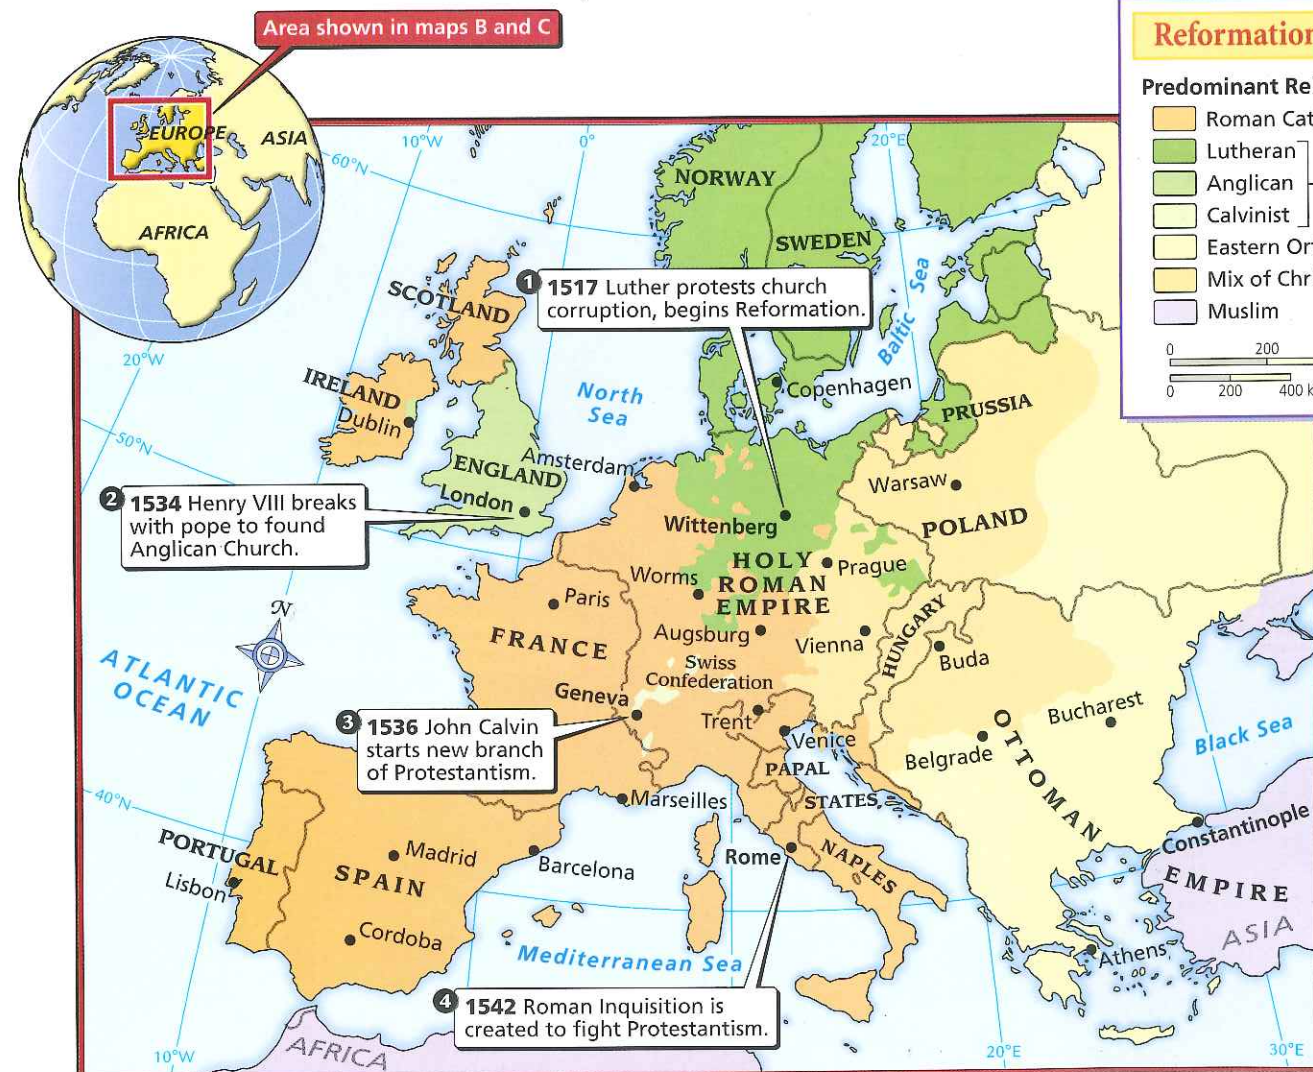 Area shown in maps B and C
EUROPE
ASIA
AFRICA
Reformation
Predominant Re
Roman Cat
Lutheran
Anglican
Calvinist
Eastern Or
Mix of Chr
Muslim
0 200
0 200 400 k
10°W
0°
20°E
60°N
NORWAY
SWEDEN
SCOTLAND
1 1517 Luther protests church
corruption, begins Reformation.
Baltic Sea
20°W
IRELAND
Dublin
North
Sea
Copenhagen
PRUSSIA
50°N
ENGLAND
London
Amsterdam
Warsaw
POLAND
2 1534 Henry VIII breaks
with pope to found
Anglican Church.
Wittenberg
HOLY
ROMAN
EMPIRE
Prague
Worms
Paris
N
FRANCE
Augsburg
Vienna
HUNGARY
Buda
Swiss
Confederation
ATLANTIC
OCEAN
Geneva
3 1536 John Calvin
starts new branch
of Protestantism.
Trent
Venice
Bucharest
Belgrade
Black Sea
PAPAL
STATES
OTTOMAN
EMPIRE
40°N
Marseilles
Constantinople
PORTUGAL
Lisbon
Madrid
SPAIN
Barcelona
Rome
NAPLES
Cordoba
Mediterranean Sea
ASIA
Athens
4 1542 Roman Inquisition is
created to fight Protestantism.
AFRICA
10°W
20°E
30°E